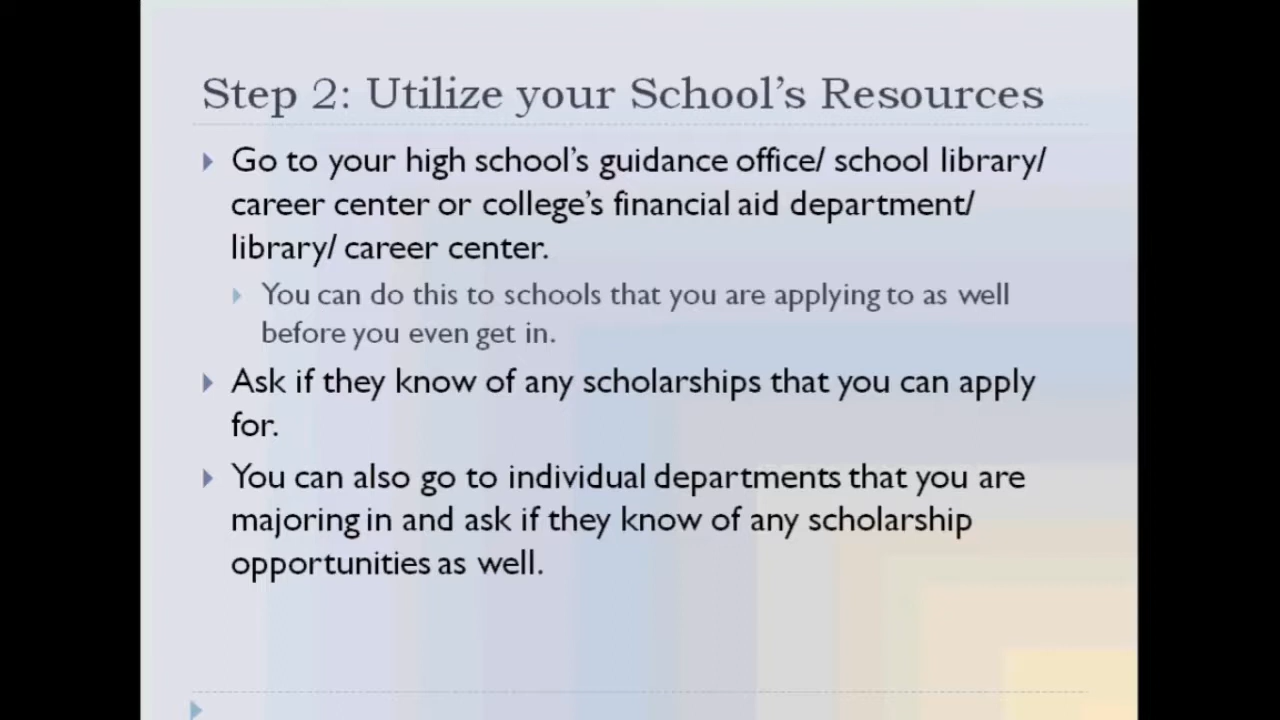 Step 2: Utilize your School's Resources
Go to your high school's guidance office/ school library/
career center or college's financial aid department/
library/ career center.
You can do this to schools that you are applying to as well
before you even get in.
Ask if they know of any scholarships that you can apply
for.
You can also go to individual departments that you are
majoring in and ask if they know of any scholarship
opportunities as well.